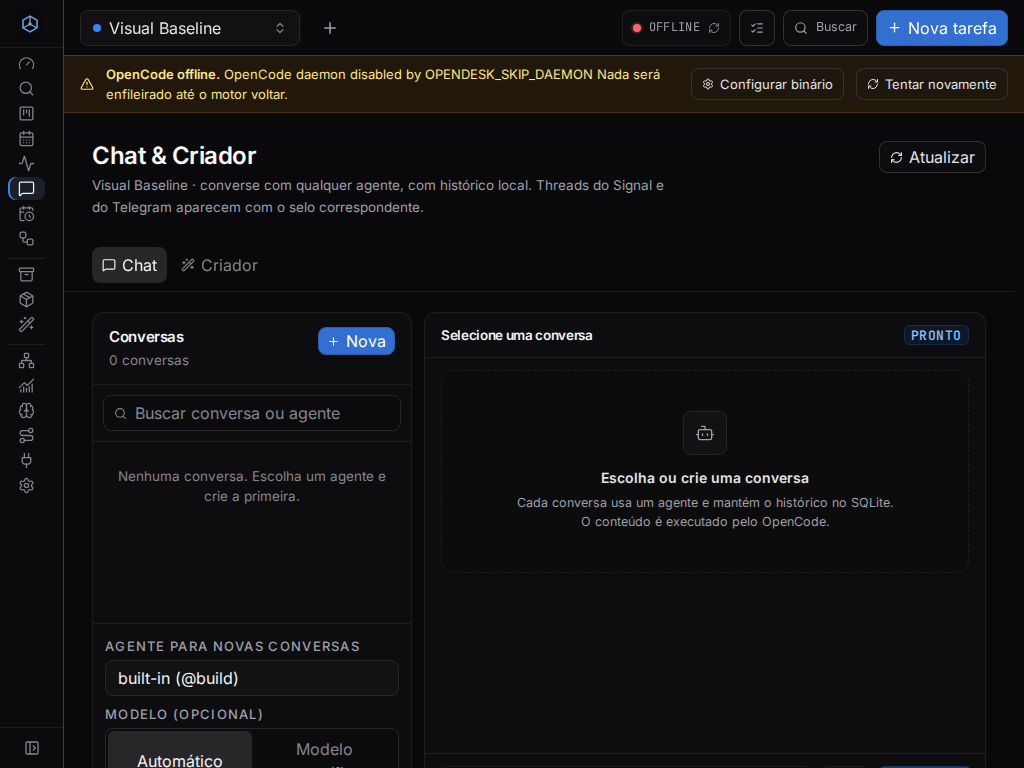 Visual Baseline
OFFLINE
Buscar
Nova tarefa
OpenCode offline. OpenCode daemon disabled by OPENDESK_SKIP_DAEMON Nada será
enfileirado até o motor voltar.
Configurar binário
Tentar novamente
Chat & Criador
Atualizar
Visual Baseline · converse com qualquer agente, com histórico local. Threads do Signal e
do Telegram aparecem com o selo correspondente.
Chat
Criador
Conversas
0 conversas
Nova
Buscar conversa ou agente
Nenhuma conversa. Escolha um agente e
crie a primeira.
AGENTE PARA NOVAS CONVERSAS
built-in (@build)
MODELO (OPCIONAL)
Automático
Modelo
Selecione uma conversa
PRONTO
Escolha ou crie uma conversa
Cada conversa usa um agente e mantém o histórico no SQLite.
O conteúdo é executado pelo OpenCode.